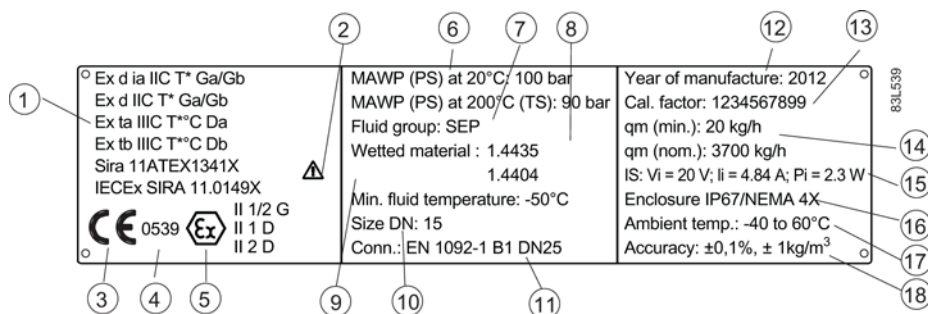 2
6
7
8
12
13
Ex d ia IIC T* Ga/Gb
Ex d IIC T* Ga/Gb
Ex ta IIIC T*°C Da
Ex tb IIIC T*°C Db
Sira 11ATEX1341X
IECEx SIRA 11.0149X
CE 0539 Ex
II 1/2 G
II 1 D
II 2 D
1
3
4
5
MAWP (PS) at 20°C: 100 bar
MAWP (PS) at 200°C (TS): 90 bar
Fluid group: SEP
Wetted material : 1.4435
1.4404
Min. fluid temperature: -50°C
Size DN: 15
Conn.: EN 1092-1 B1 DN25
9
10
11
Year of manufacture: 2012
Cal. factor: 1234567899
qm (min.): 20 kg/h
qm (nom.): 3700 kg/h
IS: Vi = 20 V; Ii = 4.84 A; Pi = 2.3 W
Enclosure IP67/NEMA 4X
Ambient temp.: -40 to 60°C
Accuracy: ±0,1%, ± 1kg/m³
83L539
14
15
16
17
18